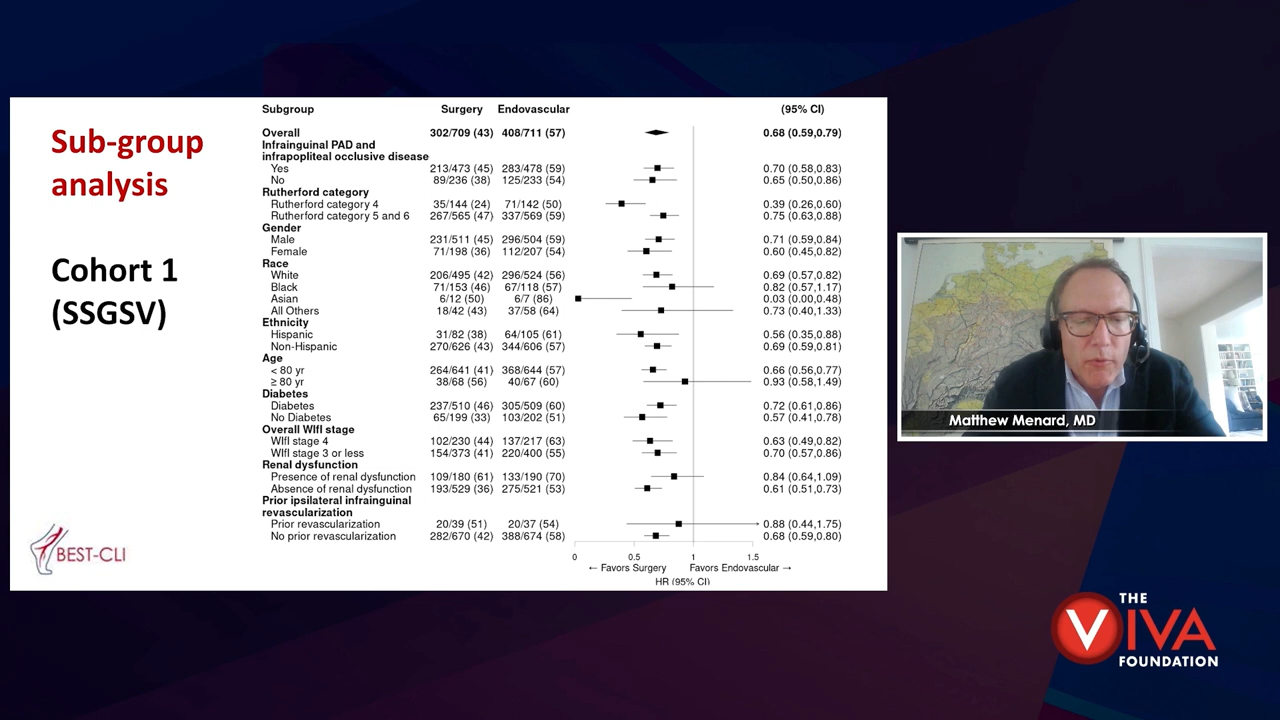 Sub-group
analysis
Cohort 1
(SSGSV)
Subgroup Surgery Endovascular (95% CI)
Overall 302/709 (43) 408/711 (57) 0.68 (0.59,0.79)
Infrainguinal PAD and
infrapopliteal occlusive disease
Yes 213/473 (45) 283/478 (59) 0.70 (0.58,0.83)
No 89/236 (38) 125/233 (54) 0.65 (0.50,0.86)
Rutherford category
Rutherford category 4 35/144 (24) 71/142 (50) 0.39 (0.26,0.60)
Rutherford category 5 and 6 267/565 (47) 337/569 (59) 0.75 (0.63,0.88)
Gender
Male 231/511 (45) 296/504 (59) 0.71 (0.59,0.84)
Female 71/198 (36) 112/207 (54) 0.60 (0.45,0.82)
Race
White 206/495 (42) 296/524 (56) 0.69 (0.57,0.82)
Black 71/153 (46) 67/118 (57) 0.82 (0.57,1.17)
Asian 6/12 (50) 6/7 (86) 0.03 (0.00,0.48)
All Others 18/42 (43) 37/58 (64) 0.73 (0.40,1.33)
Ethnicity
Hispanic 31/82 (38) 64/105 (61) 0.56 (0.35,0.88)
Non-Hispanic 270/626 (43) 344/606 (57) 0.69 (0.59,0.81)
Age
< 80 yr 264/641 (41) 368/644 (57) 0.66 (0.56,0.77)
≥ 80 yr 38/68 (56) 40/67 (60) 0.93 (0.58,1.49)
Diabetes
Diabetes 237/510 (46) 305/509 (60) 0.72 (0.61,0.86)
No Diabetes 65/199 (33) 103/202 (51) 0.57 (0.41,0.78)
Overall WIfI stage
WIfI stage 4 102/230 (44) 137/217 (63) 0.63 (0.49,0.82)
WIfI stage 3 or less 154/373 (41) 220/400 (55) 0.70 (0.57,0.86)
Renal dysfunction
Presence of renal dysfunction 109/180 (61) 133/190 (70) 0.84 (0.64,1.09)
Absence of renal dysfunction 193/529 (36) 275/521 (53) 0.61 (0.51,0.73)
Prior ipsilateral infrainguinal
revascularization
Prior revascularization 20/39 (51) 20/37 (54) 0.88 (0.44,1.75)
No prior revascularization 282/670 (42) 388/674 (58) 0.68 (0.59,0.80)
0 0.5 1 1.5
← Favors Surgery Favors Endovascular →
HR (95% CI)
BEST-CLI
Matthew Menard, MD
THE
VIVA
FOUNDATION